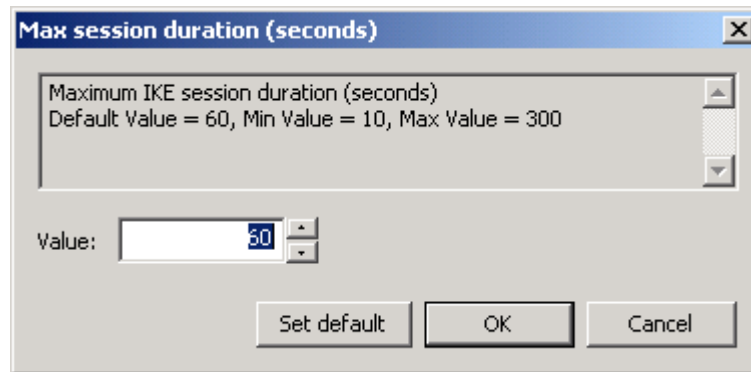 Max session duration (seconds)
Maximum IKE session duration (seconds)
Default Value = 60, Min Value = 10, Max Value = 300
Value: 60
Set default OK Cancel